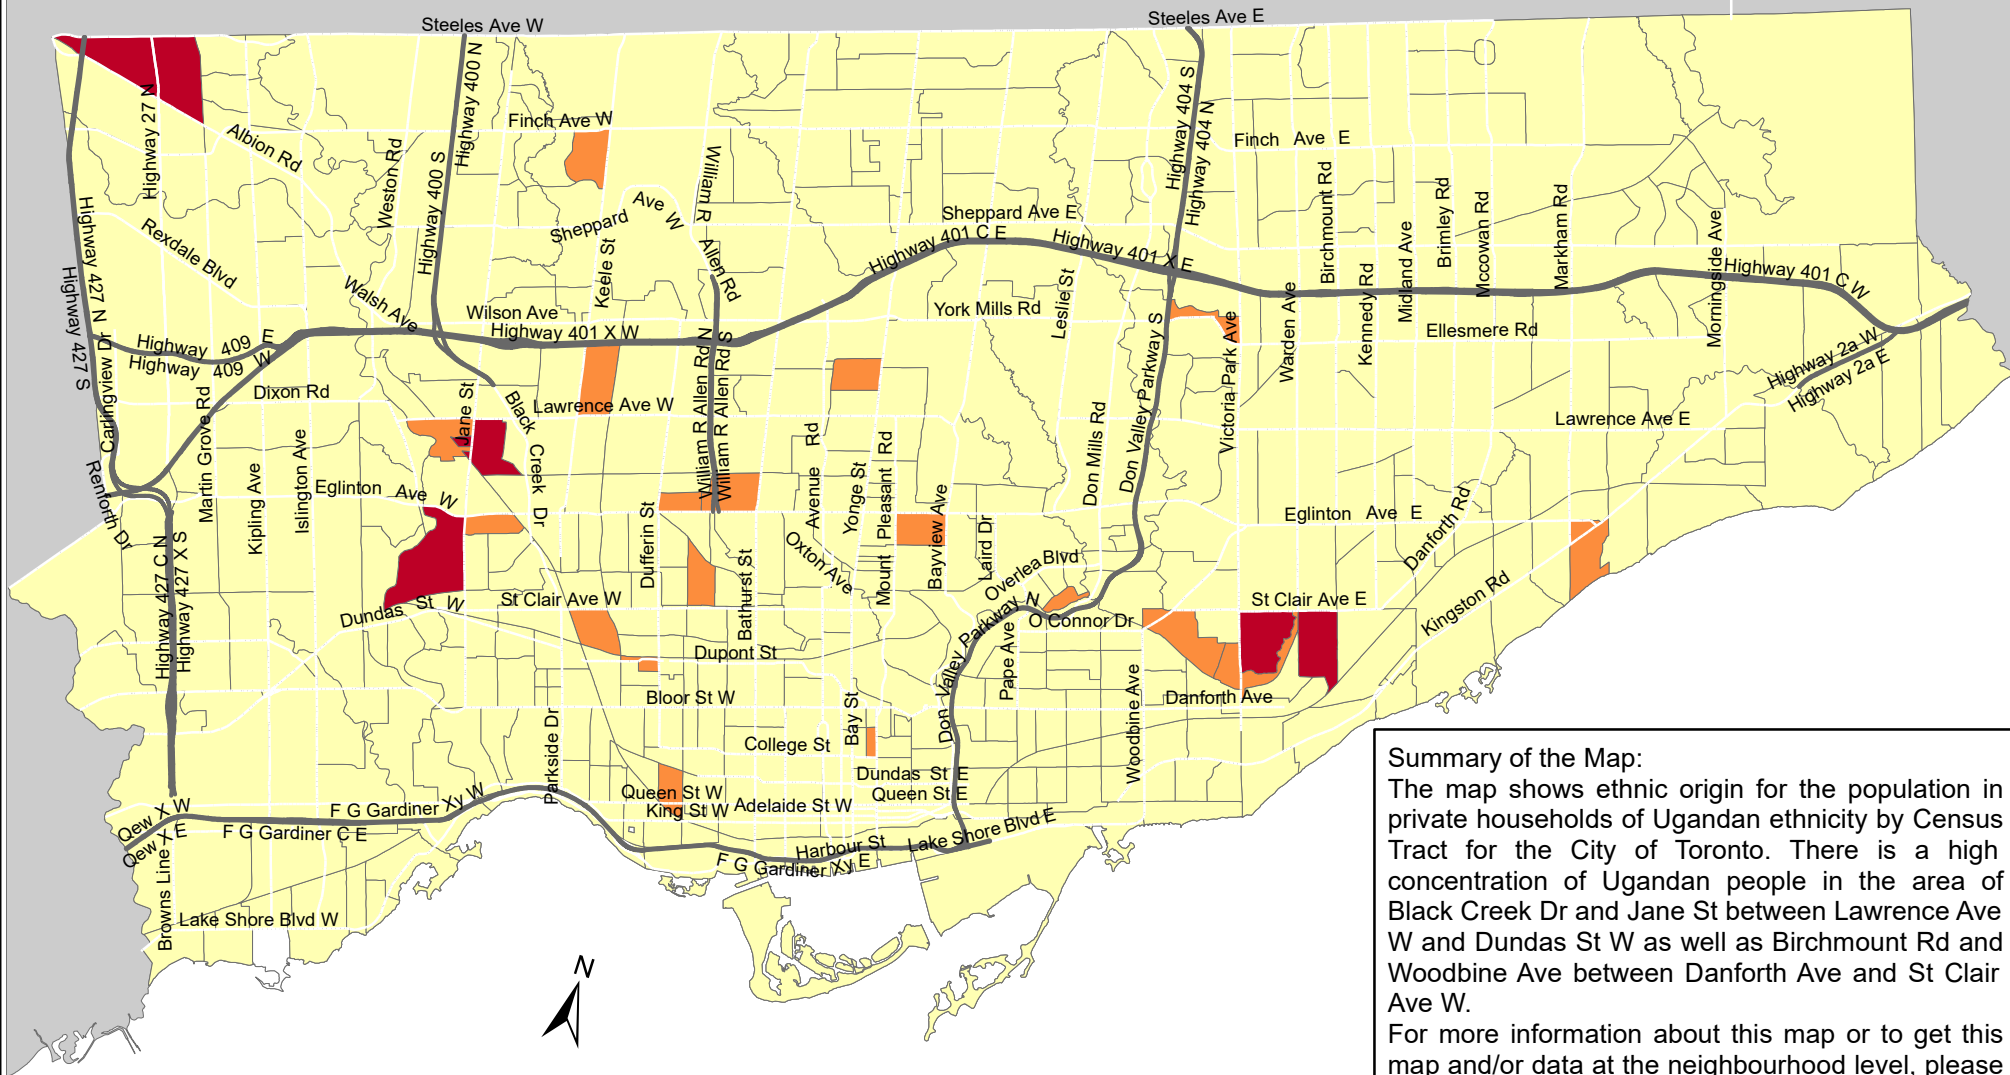 Steeles Ave W
Steeles Ave E
Highway 400 N
Highway 404 S
Highway 404 N
Finch Ave W
Finch Ave E
Highway 27 N
Albion Rd
Weston Rd
Highway 400 S
William R Allen Rd
Birchmount Rd
Brimley Rd
Mccowan Rd
Markham Rd
Midland Ave
Morningside Ave
Sheppard Ave W
Sheppard Ave E
Keele St
Highway 427 N
Highway 427 S
Rexdale Blvd
Walsh Ave
Highway 401 C E
Highway 401 X E
Highway 401 C W
Leslie St
Kennedy Rd
Warden Ave
Wilson Ave
Highway 401 X W
York Mills Rd
Ellesmere Rd
Highway 409 E
Highway 409 W
Carlingview Dr
Dixon Rd
Martin Grove Rd
Jane St
Black Creek Dr
Lawrence Ave W
William R Allen Rd N
William R Allen Rd S
Don Valley Parkway S
Victoria Park Ave
Highway 2a W
Highway 2a E
Lawrence Ave E
Renforth Dr
Kipling Ave
Islington Ave
Eglinton Ave W
Avenue Rd
Yonge St
Mount Pleasant Rd
Don Mills Rd
Eglinton Ave E
Danforth Rd
Dufferin St
Bathurst St
Oxton Ave
Bayview Ave
Laird Dr
Overlea Blvd
Highway 427 C N
Highway 427 X S
Dundas St W
St Clair Ave W
Don Valley Parkway N
O Connor Dr
St Clair Ave E
Kingston Rd
Dupont St
Pape Ave
Woodbine Ave
Danforth Ave
Bloor St W
Parkside Dr
Bay St
College St
Dundas St E
Queen St E
Queen St W
King St W
Adelaide St W
Qew X W
Qew X E
F G Gardiner Xy W
F G Gardiner C E
Harbour St
Lake Shore Blvd E
F G Gardiner Xy E
Browns Line
Lake Shore Blvd W
N
Summary of the Map:
The map shows ethnic origin for the population in
private households of Ugandan ethnicity by Census
Tract for the City of Toronto. There is a high
concentration of Ugandan people in the area of
Black Creek Dr and Jane St between Lawrence Ave
W and Dundas St W as well as Birchmount Rd and
Woodbine Ave between Danforth Ave and St Clair
Ave W.
For more information about this map or to get this
map and/or data at the neighbourhood level, please